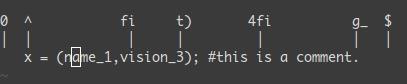 0 ^ fi t) 4fi g_ $
| | | | | | |
x = (name_1,vision_3); #this is a comment.
~